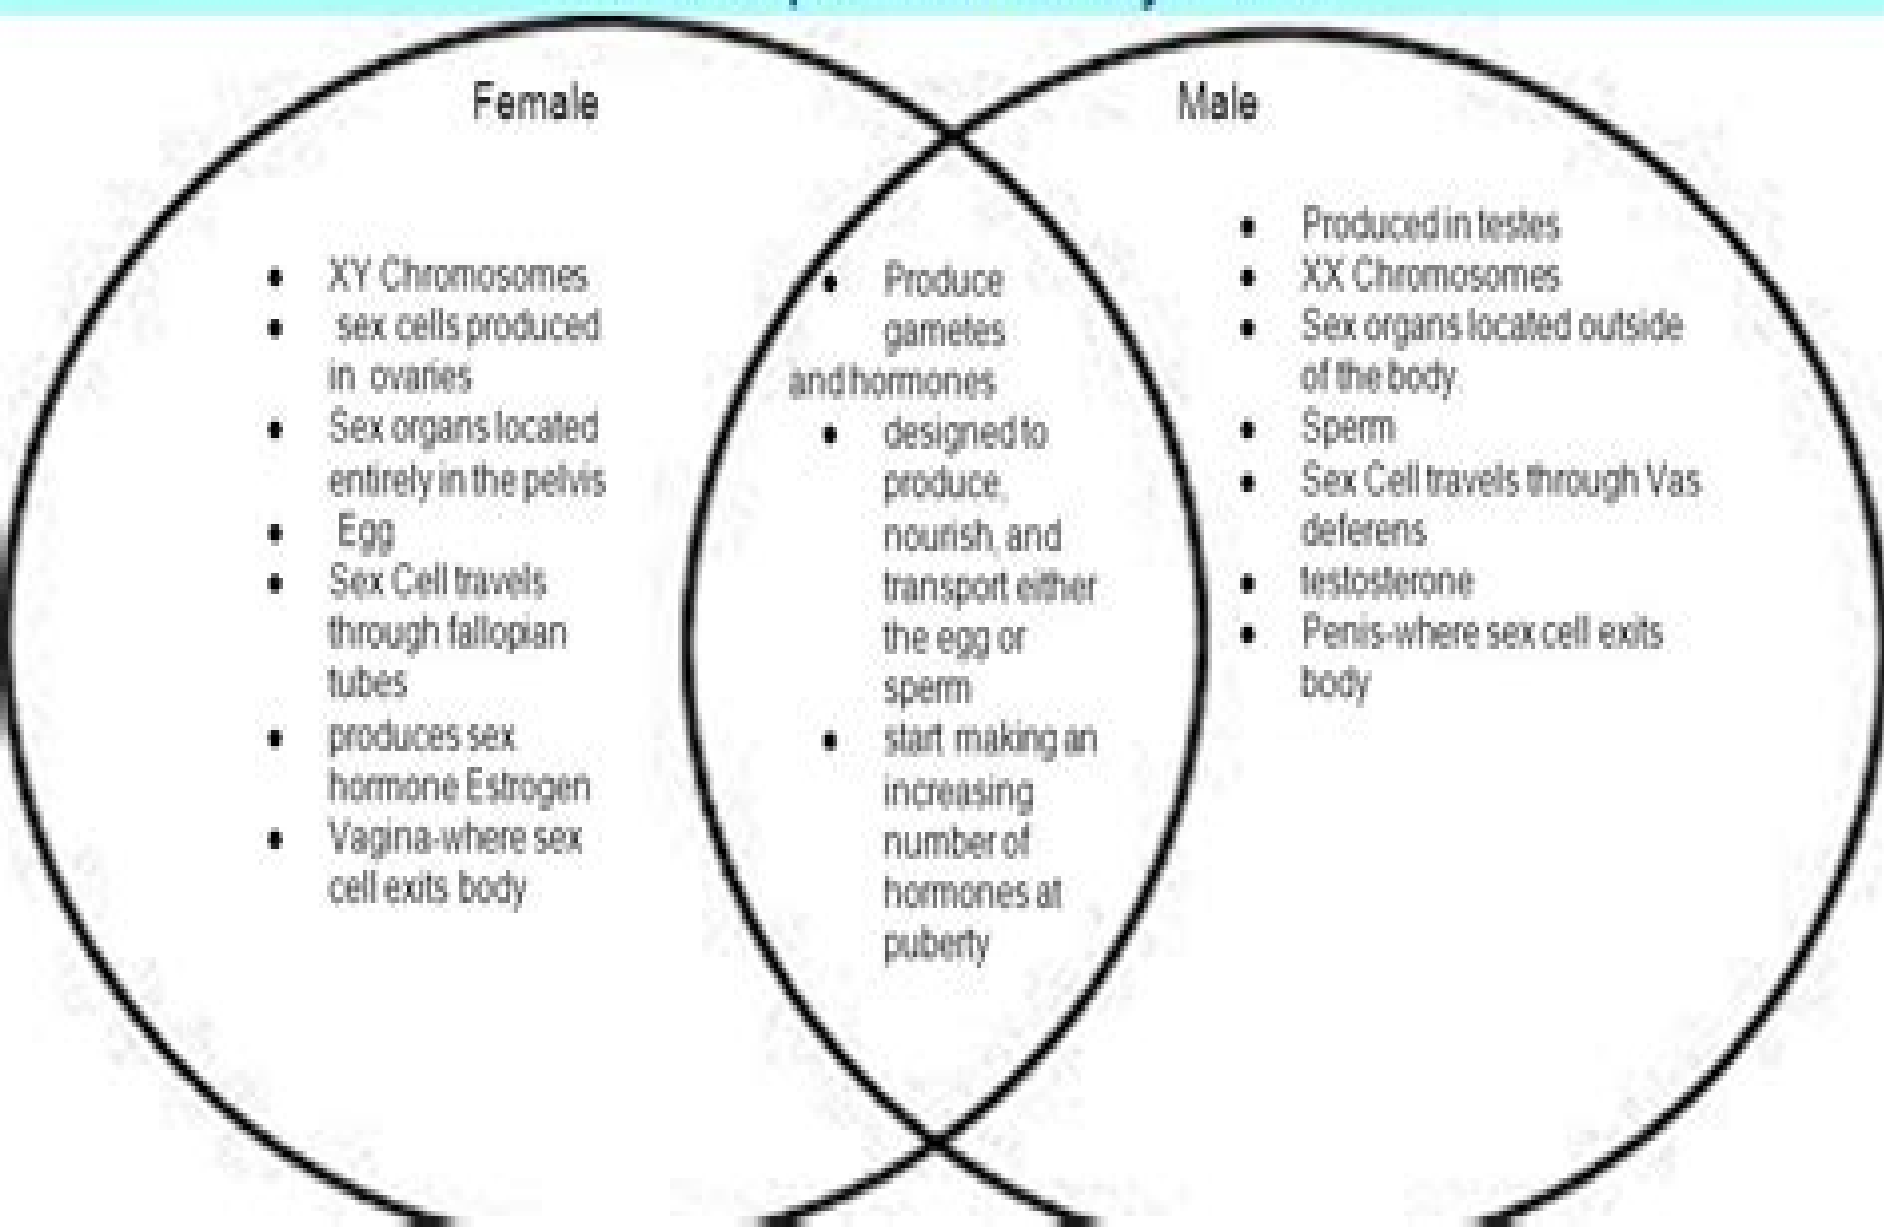 Female
XY Chromosomes
sex cells produced
in ovaries
Sex organs located
entirely in the pelvis
Egg
Sex Cell travels
through fallopian
tubes
produces sex
hormone Estrogen
Vagina-where sex
cell exits body
Produce
gametes
and hormones
designed to
produce,
nourish, and
transport either
the egg or
sperm
start making an
increasing
number of
hormones at
puberty
Male
Produced in testes
XX Chromosomes
Sex organs located outside
of the body.
Sperm
Sex Cell travels through Vas
deferens
testosterone
Penis-where sex cell exits
body